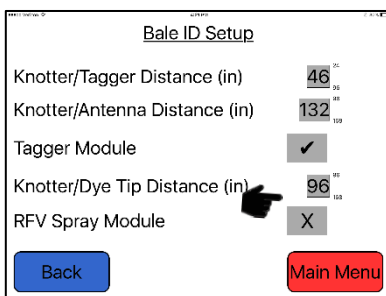 Bale ID Setup
Knotter/Tagger Distance (in) 46
Knotter/Antenna Distance (in) 132
Tagger Module ✔
Knotter/Dye Tip Distance (in) 96
RFV Spray Module X
Back Main Menu